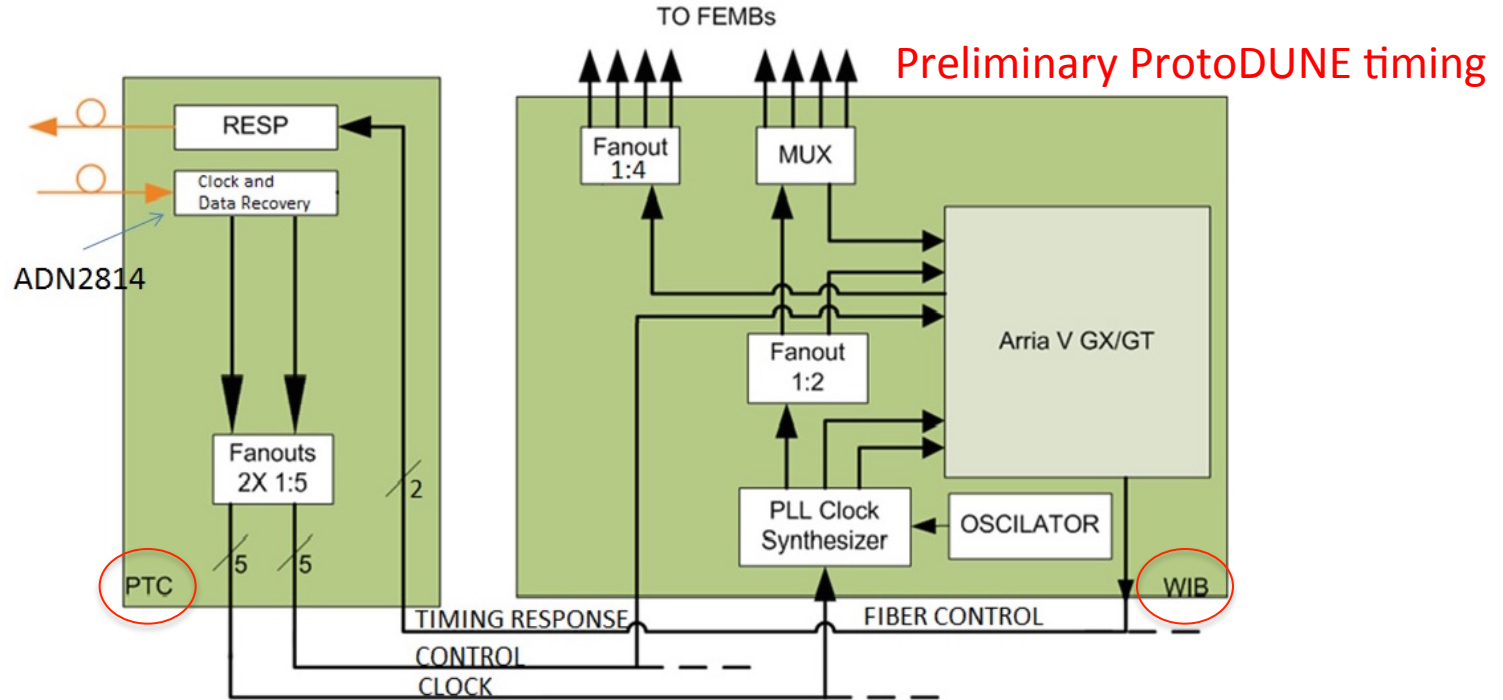 TO FEMBs
Preliminary ProtoDUNE timing
RESP
Clock and
Data Recovery
ADN2814
Fanouts
2X 1:5
2
5
5
PTC
Fanout
1:4
MUX
Arria V GX/GT
Fanout
1:2
PLL Clock
Synthesizer
OSCILATOR
WIB
TIMING RESPONSE
FIBER CONTROL
CONTROL
CLOCK